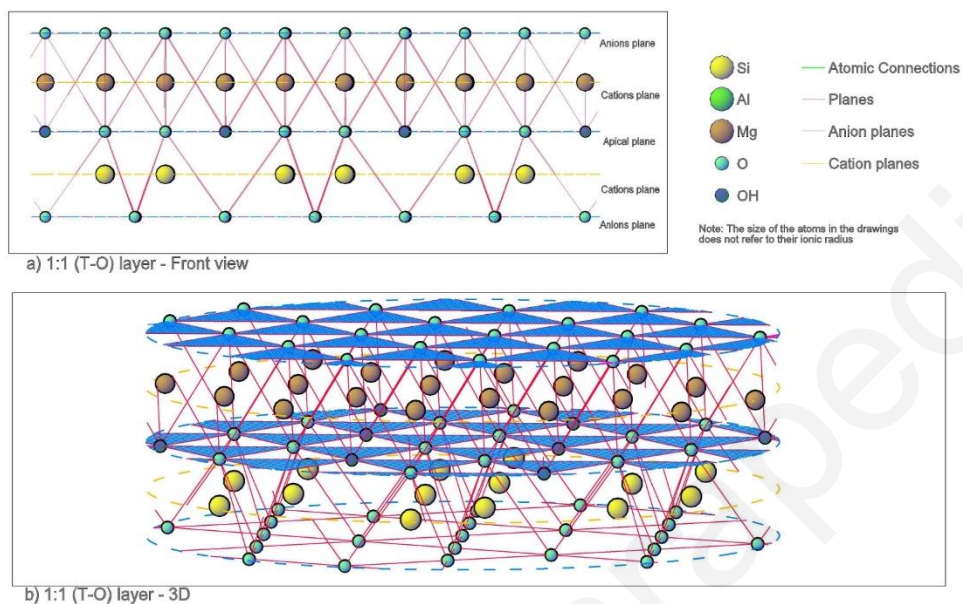 Anions plane
Cations plane
Apical plane
Cations plane
Anions plane
a) 1:1 (T-O) layer - Front view
Si
Al
Mg
O
OH
Atomic Connections
Planes
Anion planes
Cation planes
Note: The size of the atoms in the drawings
does not refer to their ionic radius
b) 1:1 (T-O) layer - 3D